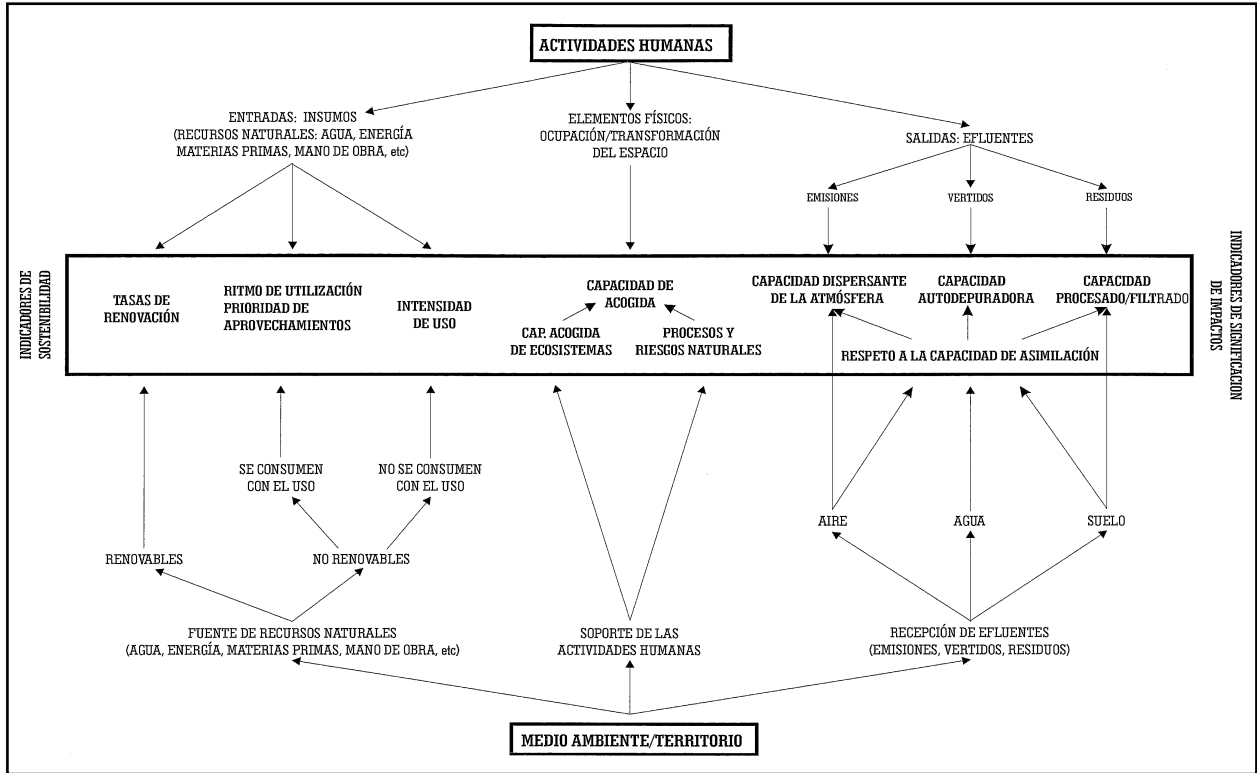 ACTIVIDADES HUMANAS
ENTRADAS: INSUMOS
(RECURSOS NATURALES: AGUA, ENERGÍA
MATERIAS PRIMAS, MANO DE OBRA, etc)
ELEMENTOS FÍSICOS:
OCUPACIÓN/TRANSFORMACIÓN
DEL ESPACIO
SALIDAS: EFLUENTES
EMISIONES
VERTIDOS
RESIDUOS
INDICADORES DE
SOSTENIBILIDAD
TASAS DE
RENOVACIÓN
RITMO DE UTILIZACIÓN
PRIORIDAD DE
APROVECHAMIENTOS
INTENSIDAD
DE USO
CAPACIDAD DE
ACOGIDA
CAP. ACOGIDA
DE ECOSISTEMAS
PROCESOS Y
RIESGOS NATURALES
CAPACIDAD DISPERSANTE
DE LA ATMÓSFERA
CAPACIDAD
AUTODEPURADORA
CAPACIDAD
PROCESADO/FILTRADO
RESPETO A LA CAPACIDAD DE ASIMILACIÓN
INDICADORES DE SIGNIFICACION
DE IMPACTOS
SE CONSUMEN
CON EL USO
NO SE CONSUMEN
CON EL USO
RENOVABLES
NO RENOVABLES
AIRE
AGUA
SUELO
FUENTE DE RECURSOS NATURALES
(AGUA, ENERGÍA, MATERIAS PRIMAS, MANO DE OBRA, etc)
SOPORTE DE LAS
ACTIVIDADES HUMANAS
RECEPCIÓN DE EFLUENTES
(EMISIONES, VERTIDOS, RESIDUOS)
MEDIO AMBIENTE/TERRITORIO